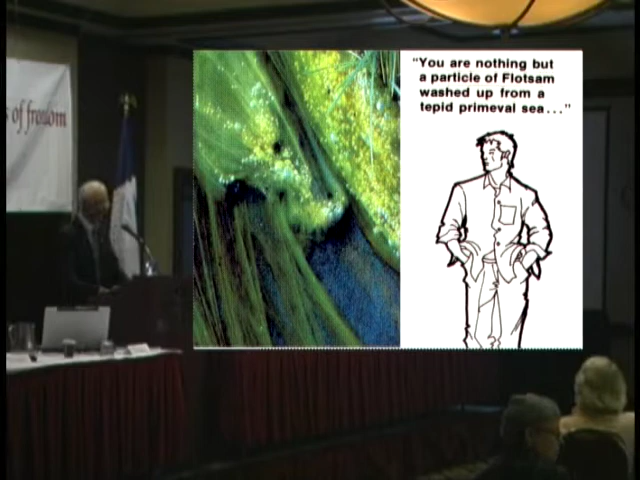 "You are nothing but
a particle of Flotsam
washed up from a
tepid primeval sea..."
of freedom